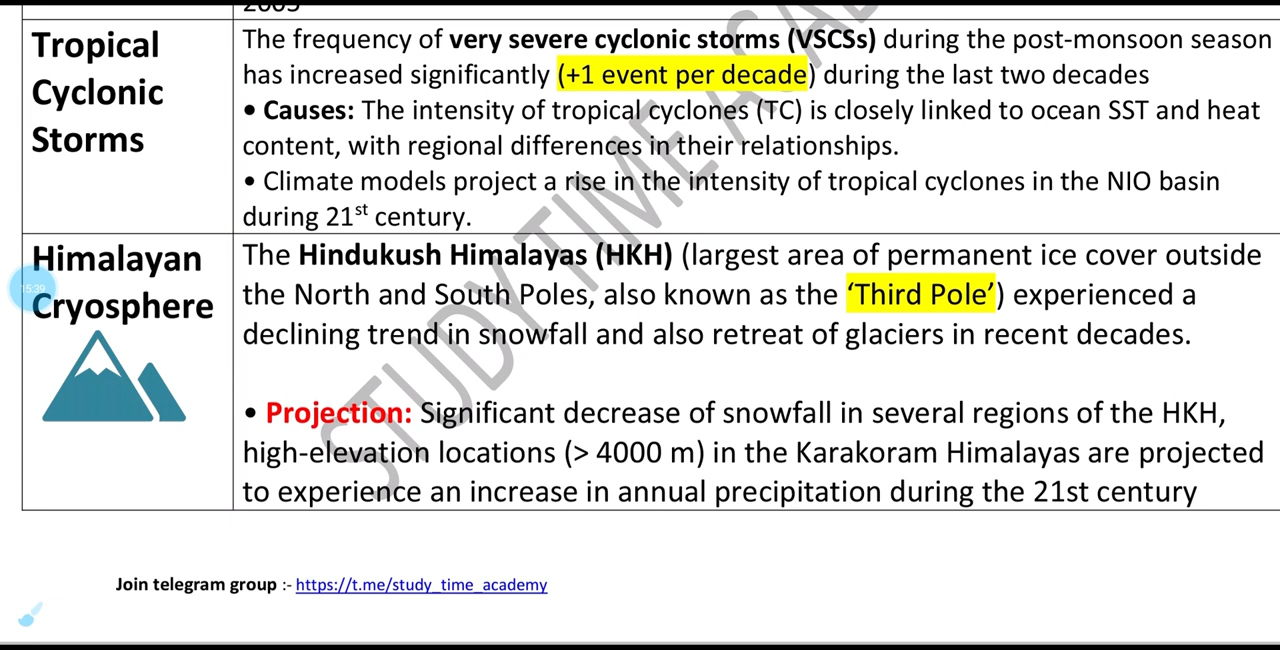 2005
Tropical
Cyclonic
Storms
The frequency of very severe cyclonic storms (VSCSs) during the post-monsoon season
has increased significantly (+1 event per decade) during the last two decades
• Causes: The intensity of tropical cyclones (TC) is closely linked to ocean SST and heat
content, with regional differences in their relationships.
• Climate models project a rise in the intensity of tropical cyclones in the NIO basin
during 21st century.
Himalayan
Cryosphere
15:39
The Hindukush Himalayas (HKH) (largest area of permanent ice cover outside
the North and South Poles, also known as the ‘Third Pole’) experienced a
declining trend in snowfall and also retreat of glaciers in recent decades.
• Projection: Significant decrease of snowfall in several regions of the HKH,
high-elevation locations (> 4000 m) in the Karakoram Himalayas are projected
to experience an increase in annual precipitation during the 21st century
STUDY TIME
Join telegram group :- https://t.me/study_time_academy